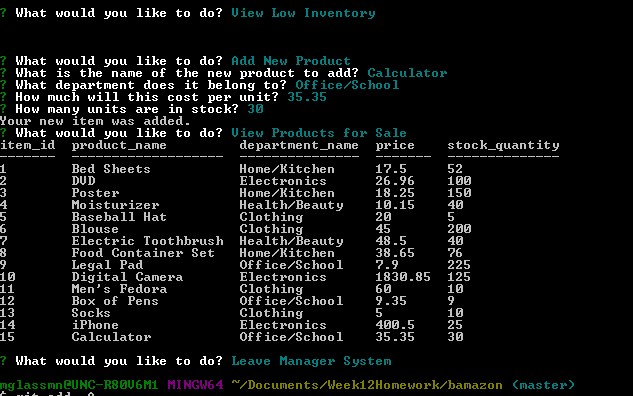 ? What would you like to do? View Low Inventory
? What would you like to do? Add New Product
? What is the name of the new product to add? Calculator
? What department does it belong to? Office/School
? How much will this cost per unit? 35.35
? How many units are in stock? 30
Your new item was added.
? What would you like to do? View Products for Sale
item_id product_name department_name price stock_quantity
1 Bed Sheets Home/Kitchen 17.5 52
2 DVD Electronics 26.96 100
3 Poster Home/Kitchen 18.25 150
4 Moisturizer Health/Beauty 10.15 40
5 Baseball Hat Clothing 20 5
6 Blouse Clothing 45 200
7 Electric Toothbrush Health/Beauty 48.5 40
8 Food Container Set Home/Kitchen 38.65 76
9 Legal Pad Office/School 7.9 225
10 Digital Camera Electronics 1830.85 125
11 Men's Fedora Clothing 60 10
12 Box of Pens Office/School 9.35 9
13 Socks Clothing 5 10
14 iPhone Electronics 400.5 25
15 Calculator Office/School 35.35 30
? What would you like to do? Leave Manager System
mglassmn@UNC-R80V6M1 MINGW64 ~/Documents/Week12Homework/bamazon (master)
$ git add